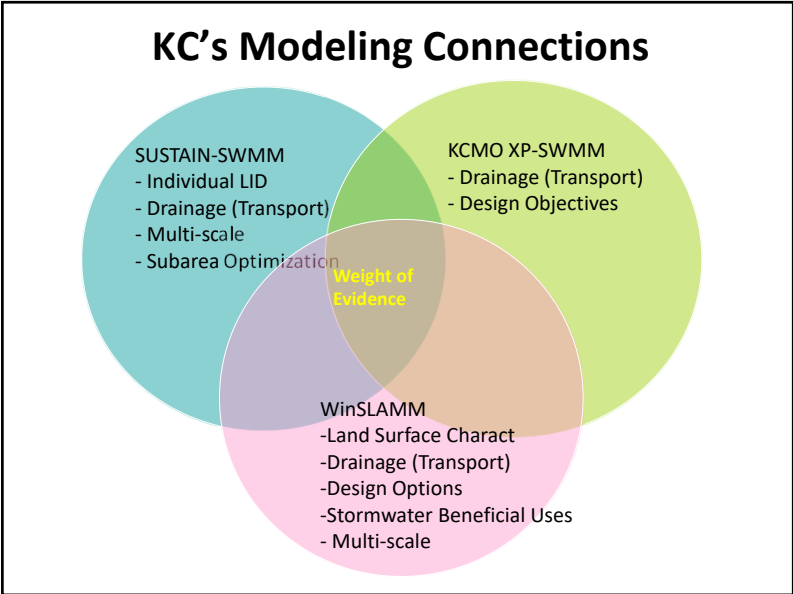 KC's Modeling Connections
SUSTAIN-SWMM
- Individual LID
- Drainage (Transport)
- Multi-scale
- Subarea Optimization
KCMO XP-SWMM
- Drainage (Transport)
- Design Objectives
Weight of
Evidence
WinSLAMM
-Land Surface Charact
-Drainage (Transport)
-Design Options
-Stormwater Beneficial Uses
- Multi-scale